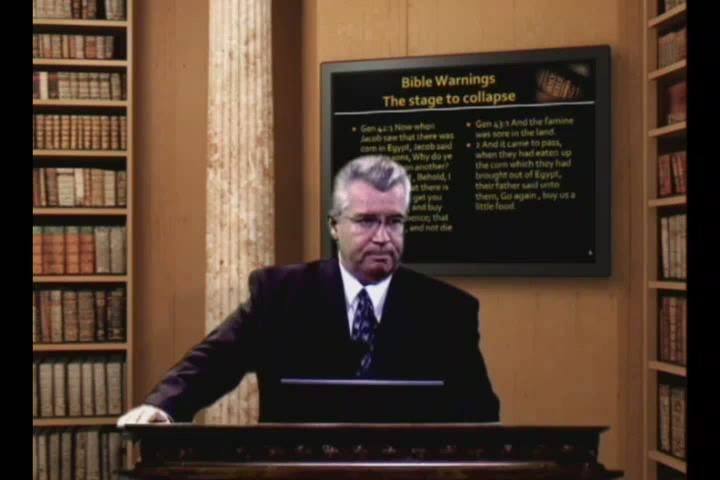 Bible Warnings
The stage to collapse
Gen 42:1 Now when
Jacob saw that there was
corn in Egypt, Jacob said
Why do ye
another?
, Behold, I
that there is
get you
and buy
thence; that
, and not die
Gen 43:1 And the famine
was sore in the land.
2 And it came to pass,
when they had eaten up
the corn which they had
brought out of Egypt,
their father said unto
them, Go again, buy us a
little food.